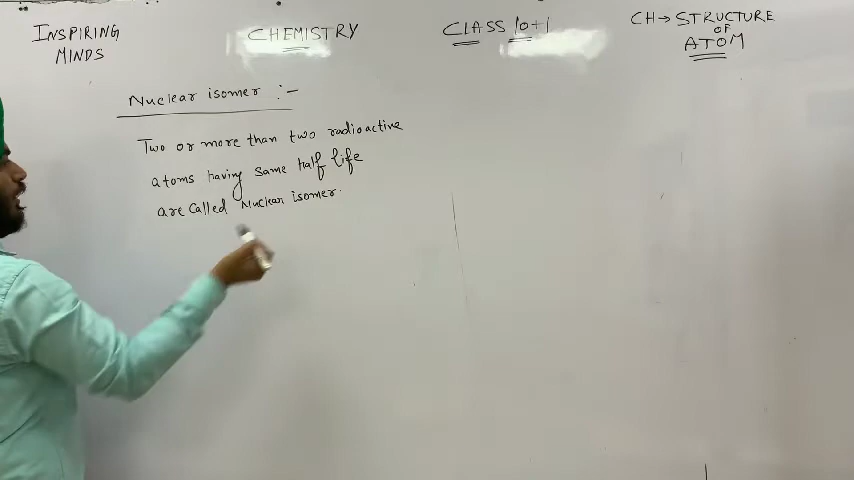 INSPIRING
MINDS
CHEMISTRY
CLASS 10+1
CH→ STRUCTURE
OF
ATOM
Nuclear isomer :-
Two or more than two radioactive
atoms having same half life
are called Nuclear isomer.